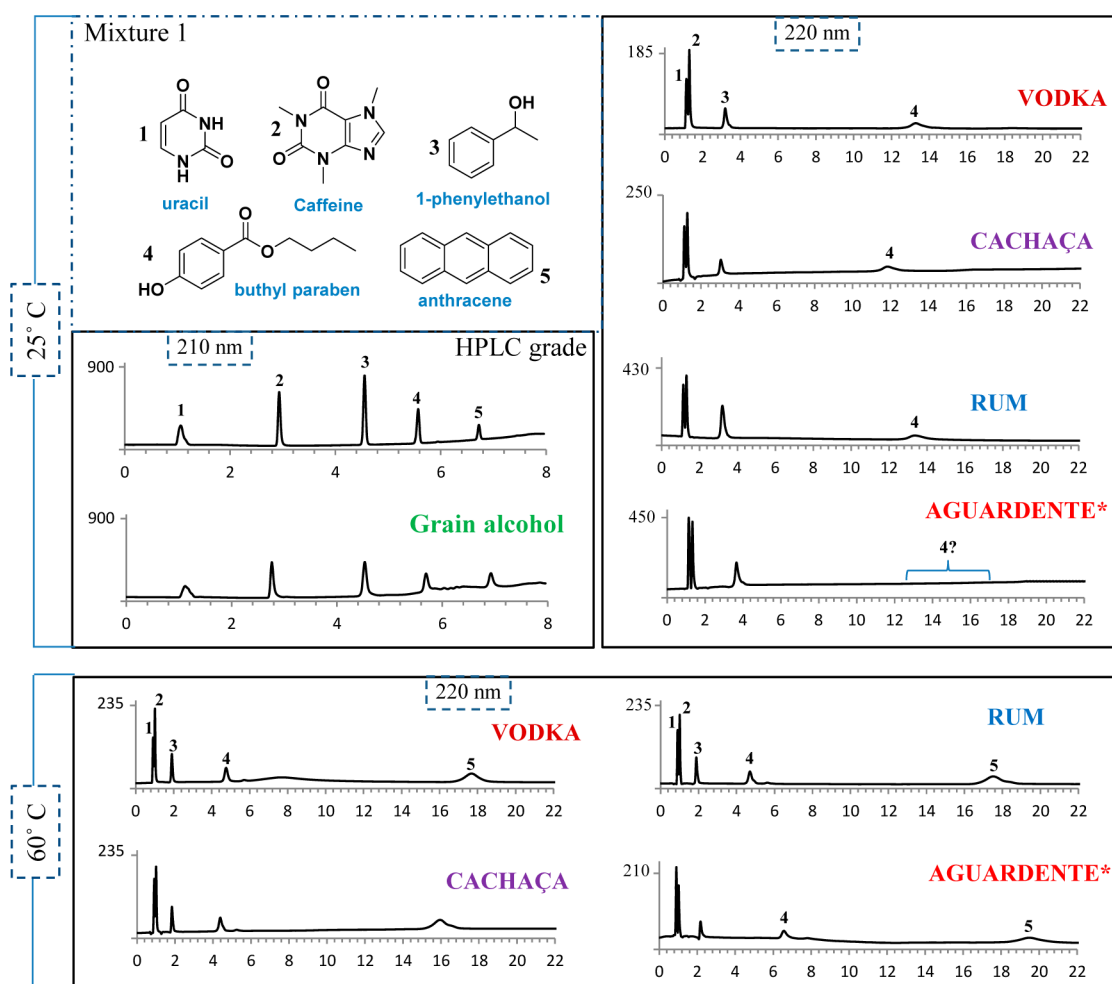 25° C
Mixture 1
1
uracil
2
Caffeine
3
1-phenylethanol
4
buthyl paraben
5
anthracene
210 nm
HPLC grade
900
1
2
3
4
5
0 2 4 6 8
900
Grain alcohol
0 2 4 6 8
220 nm
185
1
2
3
4
VODKA
0 2 4 6 8 10 12 14 16 18 20 22
250
4
CACHAÇA
0 2 4 6 8 10 12 14 16 18 20 22
430
4
RUM
0 2 4 6 8 10 12 14 16 18 20 22
450
AGUARDENTE*
4?
0 2 4 6 8 10 12 14 16 18 20 22
60° C
220 nm
235
1
2
3
4
5
VODKA
0 2 4 6 8 10 12 14 16 18 20 22
235
1
2
3
4
5
RUM
0 2 4 6 8 10 12 14 16 18 20 22
235
CACHAÇA
0 2 4 6 8 10 12 14 16 18 20 22
210
4
5
AGUARDENTE*
0 2 4 6 8 10 12 14 16 18 20 22